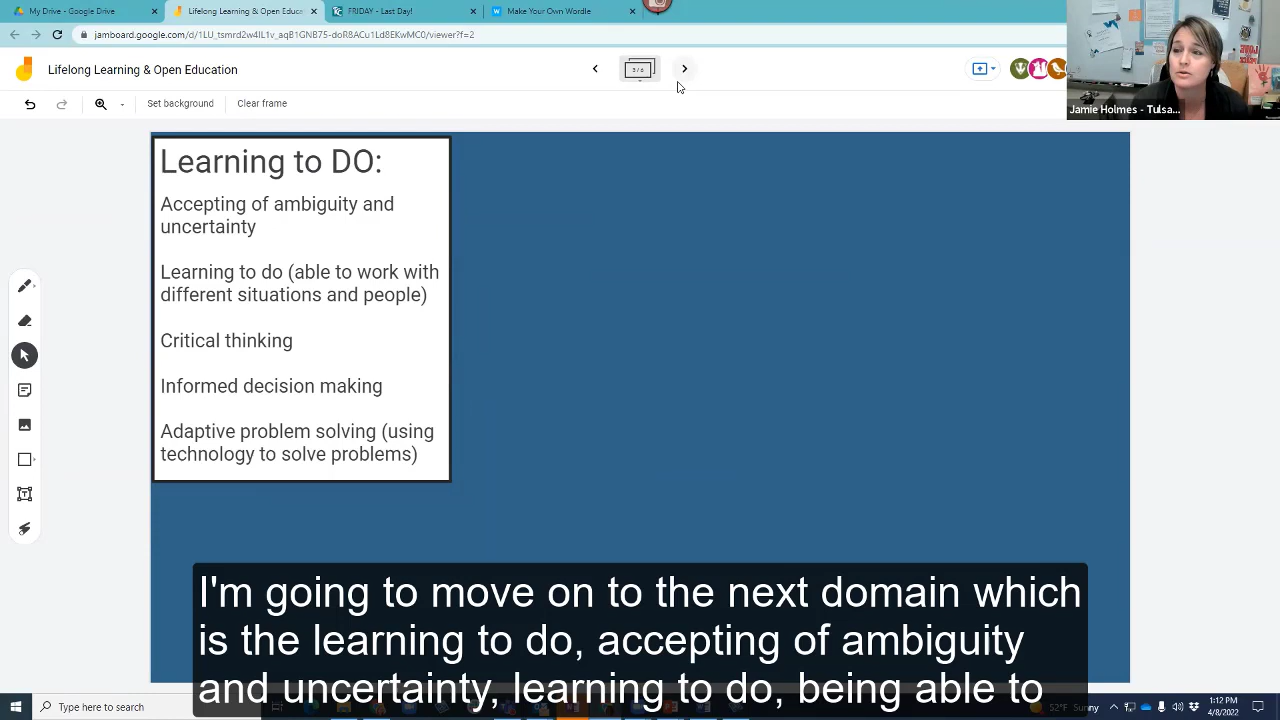 My Drive - Google Drive
Lifelong Learning & Open Educa
FRIDAY - Last Day!
Make Your Own Wordle
Lifelong Learning & Open Education
5 / 6
Set background
Clear frame
Jamie Holmes - Tulsa...
Learning to DO:
Accepting of ambiguity and
uncertainty
Learning to do (able to work with
different situations and people)
Critical thinking
Informed decision making
Adaptive problem solving (using
technology to solve problems)
I'm going to move on to the next domain which
is the learning to do, accepting of ambiguity
and uncertainty, learning to do, being able to
Type here to search
52°F Sunny
1:12 PM
4/8/2022